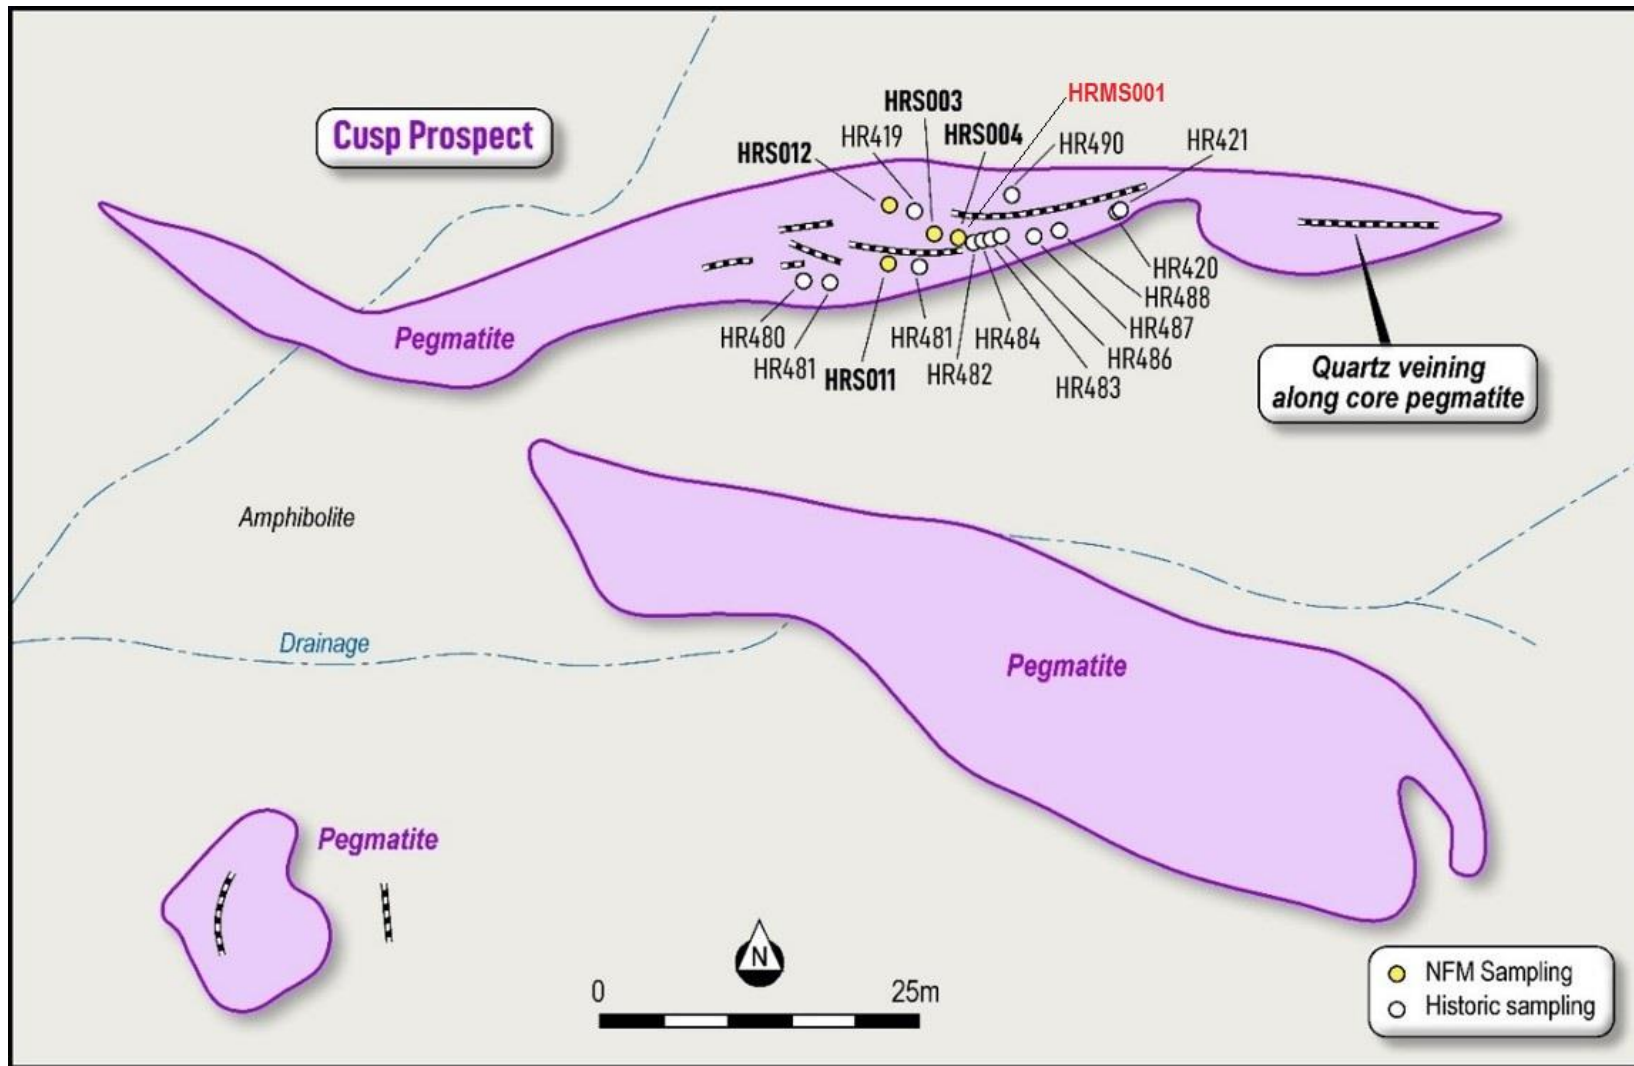 HRMS001
HRS003
HRS004
HR419
HR490
HR421
Cusp Prospect
HRS012
HR420
HR488
HR487
HR480
HR481
HR484
HR486
Pegmatite
HR481
HRS011
HR482
HR483
Quartz veining
along core pegmatite
Amphibolite
Drainage
Pegmatite
Pegmatite
N
0
25m
NFM Sampling
Historic sampling